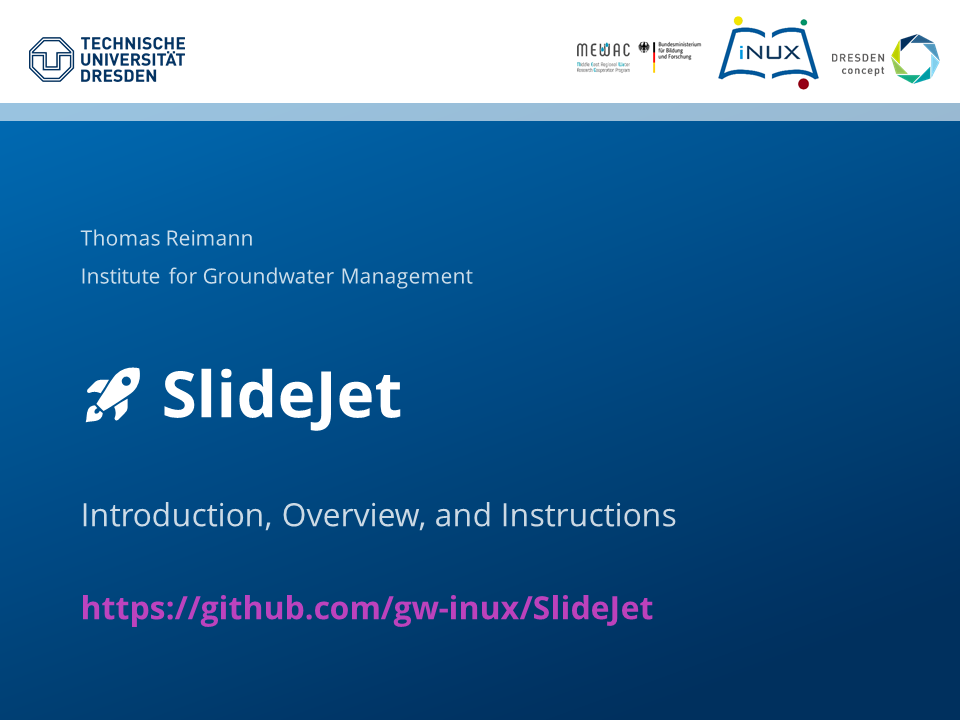 TECHNISCHE
UNIVERSITÄT
DRESDEN
MEWAC
Middle East Regional Water
Research Cooperation Program
Bundesministerium
für Bildung
und Forschung
iNUX
DRESDEN
concept
Thomas Reimann
Institute for Groundwater Management
SlideJet
Introduction, Overview, and Instructions
https://github.com/gw-inux/SlideJet